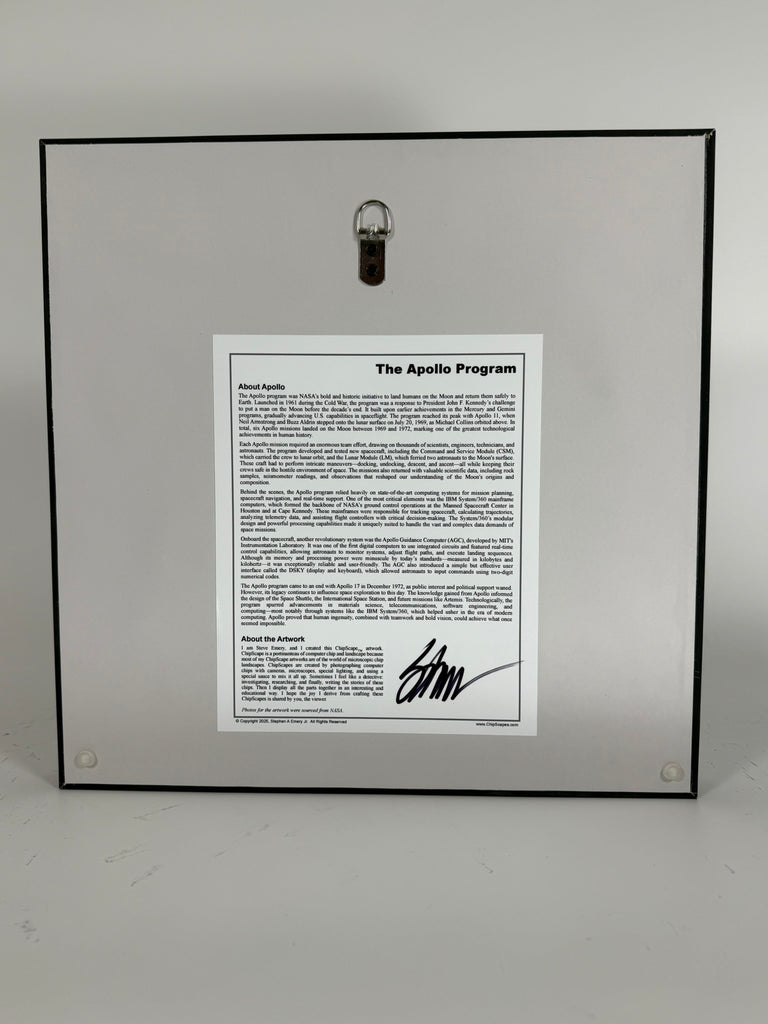 The Apollo Program
About Apollo
The Apollo program was NASA's bold and historic initiative to land humans on the Moon and return them safely to
Earth. Launched in 1961 during the Cold War, the program was a response to President John F. Kennedy's challenge
to put a man on the Moon before the decade's end. It built upon earlier achievements in the Mercury and Gemini
programs, gradually advancing U.S. capabilities in spaceflight. The program reached its peak with Apollo 11, when
Neil Armstrong and Buzz Aldrin stepped onto the lunar surface on July 20, 1969, as Michael Collins orbited above. In
total, six Apollo missions landed on the Moon between 1969 and 1972, marking one of the greatest technological
achievements in human history.
Each Apollo mission required an enormous team effort, drawing on thousands of scientists, engineers, technicians, and
astronauts. The program developed and tested new spacecraft, including the Command and Service Module (CSM),
which carried the crew to lunar orbit, and the Lunar Module (LM), which ferried two astronauts to the Moon's surface.
These craft had to perform intricate maneuvers—docking, undocking, descent, and ascent—all while keeping their
crews safe in the hostile environment of space. The missions also returned with valuable scientific data, including rock
samples, seismometer readings, and observations that reshaped our understanding of the Moon's origins and
composition.
Behind the scenes, the Apollo program relied heavily on state-of-the-art computing systems for mission planning,
spacecraft navigation, and real-time support. One of the most critical elements was the IBM System/360 mainframe
computers, which formed the backbone of NASA's ground control operations at the Manned Spacecraft Center in
Houston and at Cape Kennedy. These mainframes were responsible for tracking spacecraft, calculating trajectories,
analyzing telemetry data, and assisting flight controllers with critical decision-making. The System/360's modular
design and powerful processing capabilities made it uniquely suited to handle the vast and complex data demands of
space missions.
Onboard the spacecraft, another revolutionary system was the Apollo Guidance Computer (AGC), developed by MIT's
Instrumentation Laboratory. It was one of the first digital computers to use integrated circuits and featured real-time
control capabilities, allowing astronauts to monitor systems, adjust flight paths, and execute landing sequences.
Although its memory and processing power were minuscule by today's standards—measured in kilobytes and
kilohertz—it was exceptionally reliable and user-friendly. The AGC also introduced a simple but effective user
interface called the DSKY (display and keyboard), which allowed astronauts to input commands using two-digit
numerical codes.
The Apollo program came to an end with Apollo 17 in December 1972, as public interest and political support waned.
However, its legacy continues to influence space exploration to this day. The knowledge gained from Apollo informed
the design of the Space Shuttle, the International Space Station, and future missions like Artemis. Technologically, the
program spurred advancements in materials science, telecommunications, software engineering, and
computing—most notably through systems like the IBM System/360, which helped usher in the era of modern
computing. Apollo proved that human ingenuity, combined with teamwork and bold vision, could achieve what once
seemed impossible.
About the Artwork
I am Steve Emery, and I created this ChipScape™ artwork.
ChipScape is a portmanteau of computer chip and landscape because
most of my ChipScape artworks are of the world of microscopic chip
landscapes. ChipScapes are created by photographing computer
chips with cameras, microscopes, special lighting, and using a
special sauce to mix it all up. Sometimes I feel like a detective:
investigating, researching, and finally, writing the stories of these
chips. Then I display all the parts together in an interesting and
educational way. I hope the joy I derive from crafting these
ChipScapes is shared by you, the viewer.
Photos for the artwork were sourced from NASA.
© Copyright 2025, Stephen A Emery Jr. All Rights Reserved
www.ChipScapes.com